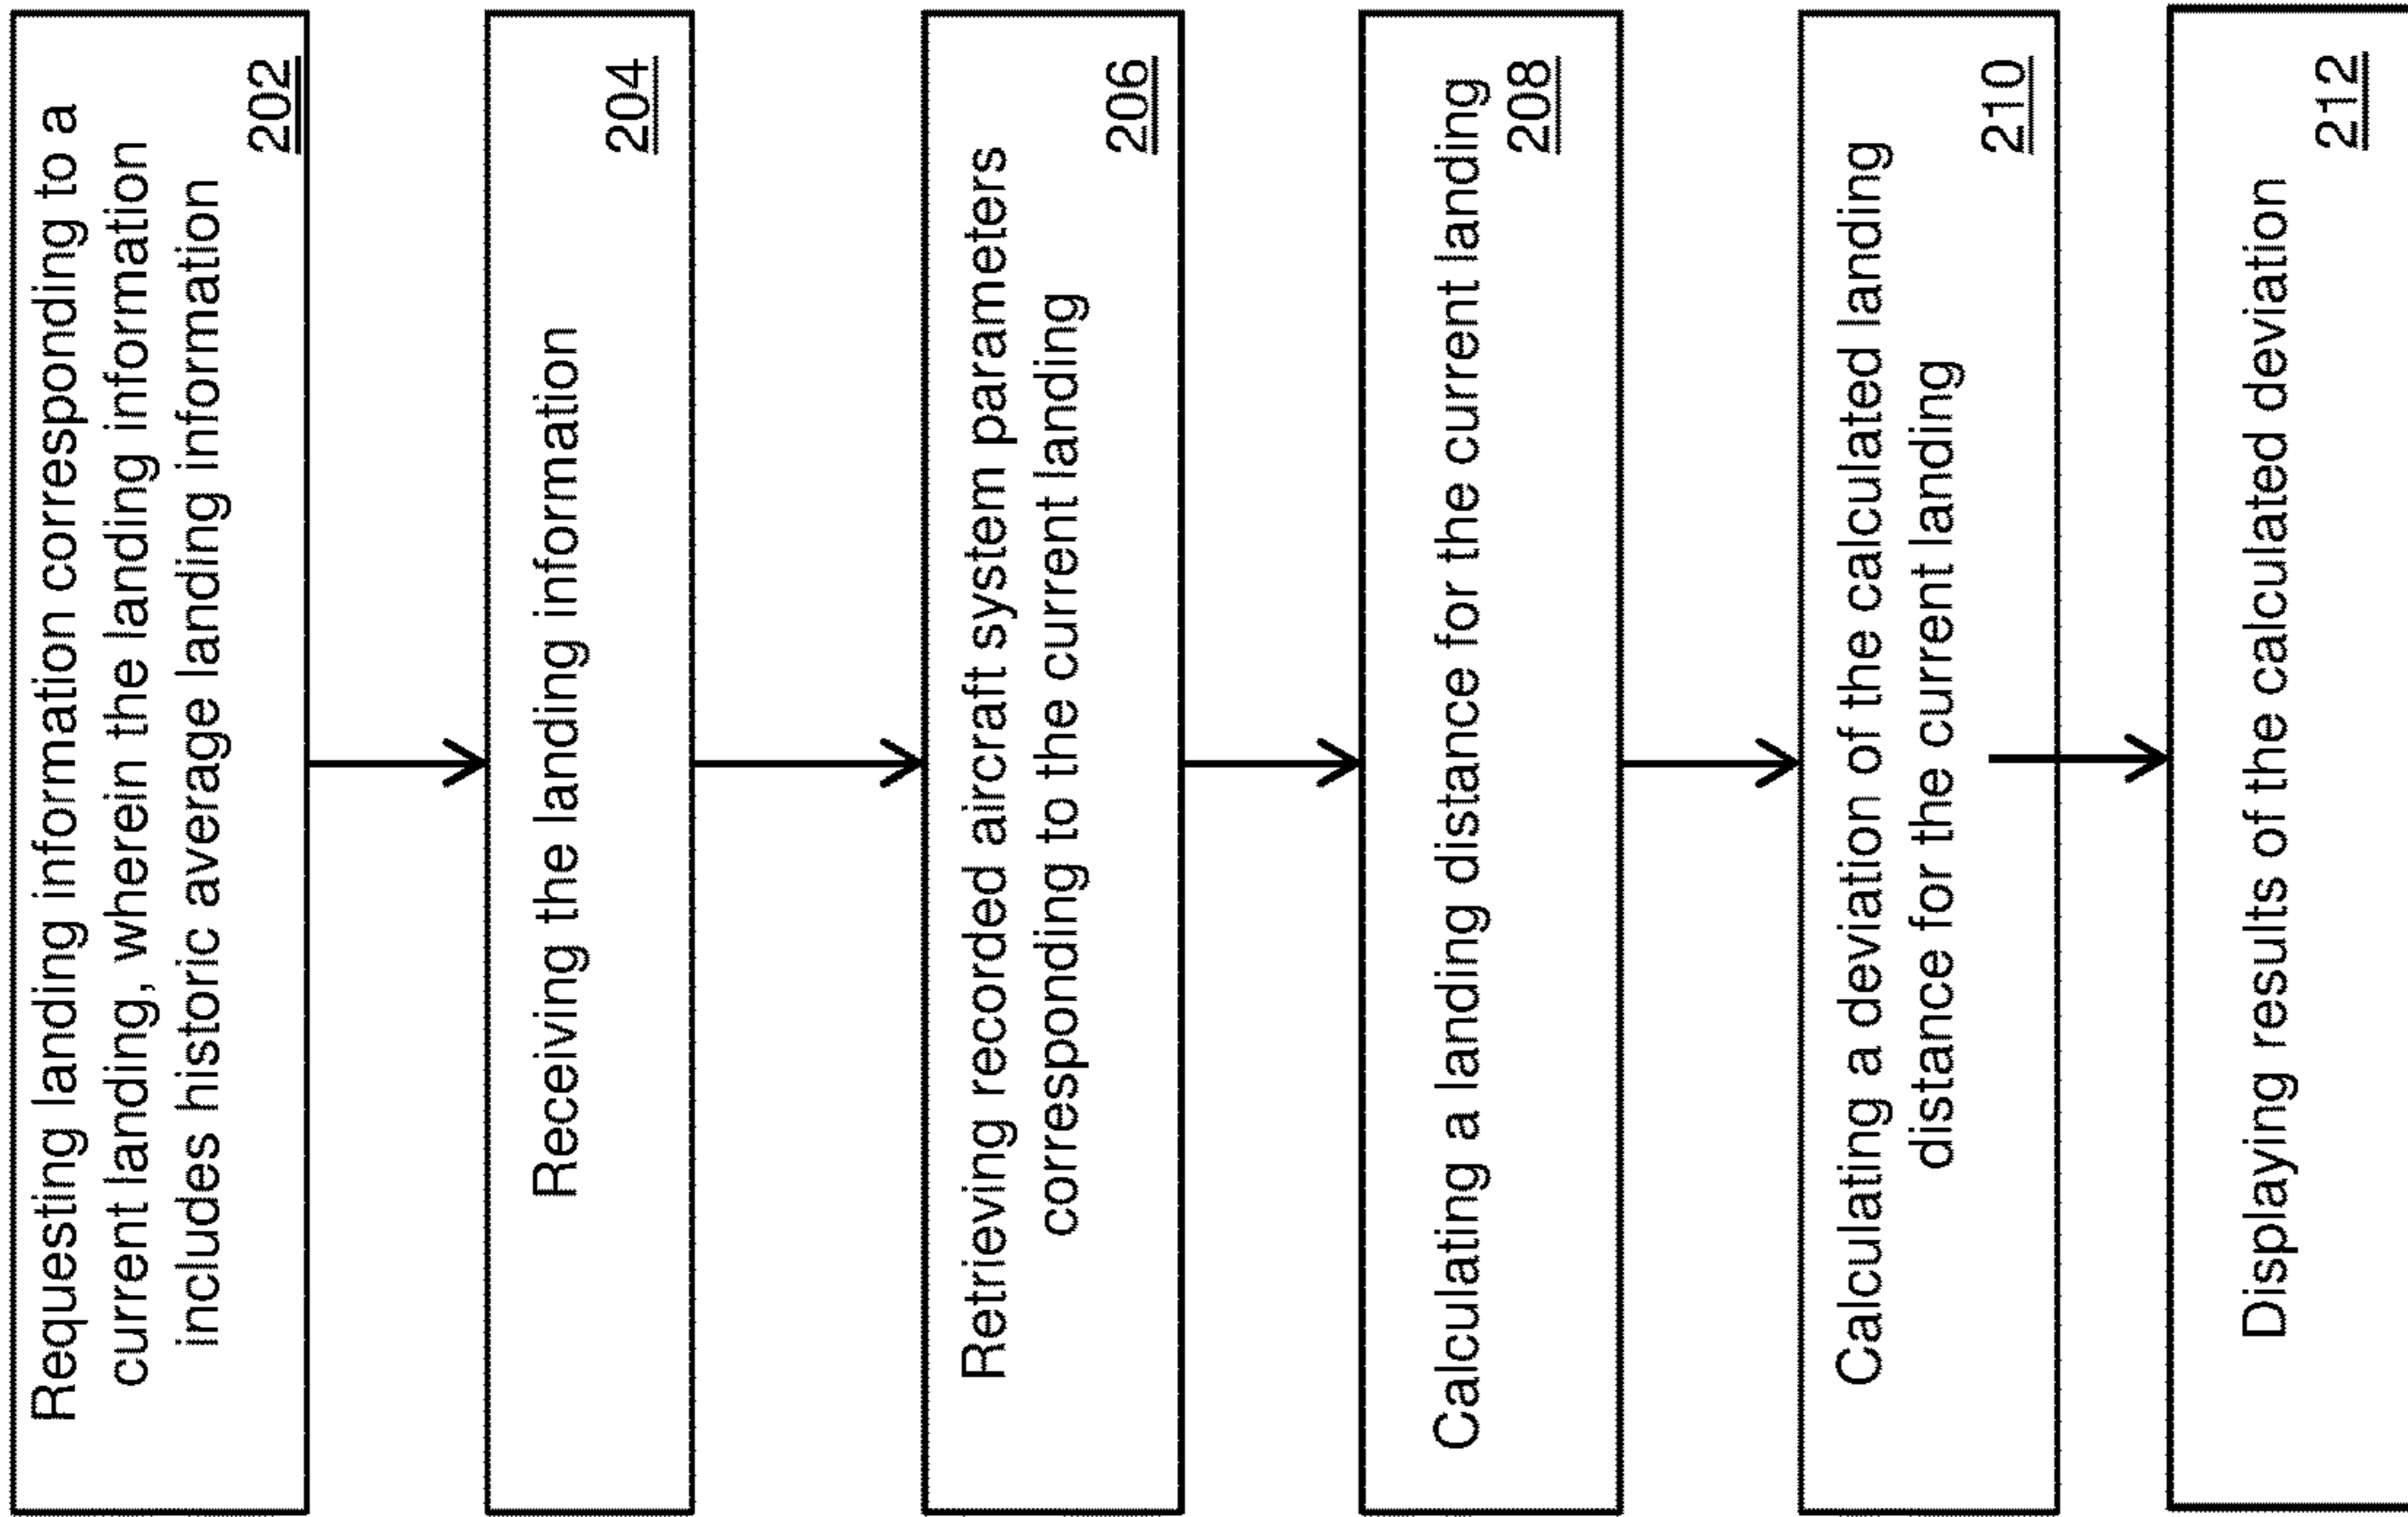 Requesting landing information corresponding to a
current landing, wherein the landing information
includes historic average landing information
202
Receiving the landing information
204
Retrieving recorded aircraft system parameters
corresponding to the current landing
206
Calculating a landing distance for the current landing
208
Calculating a deviation of the calculated landing
distance for the current landing
210
Displaying results of the calculated deviation
212